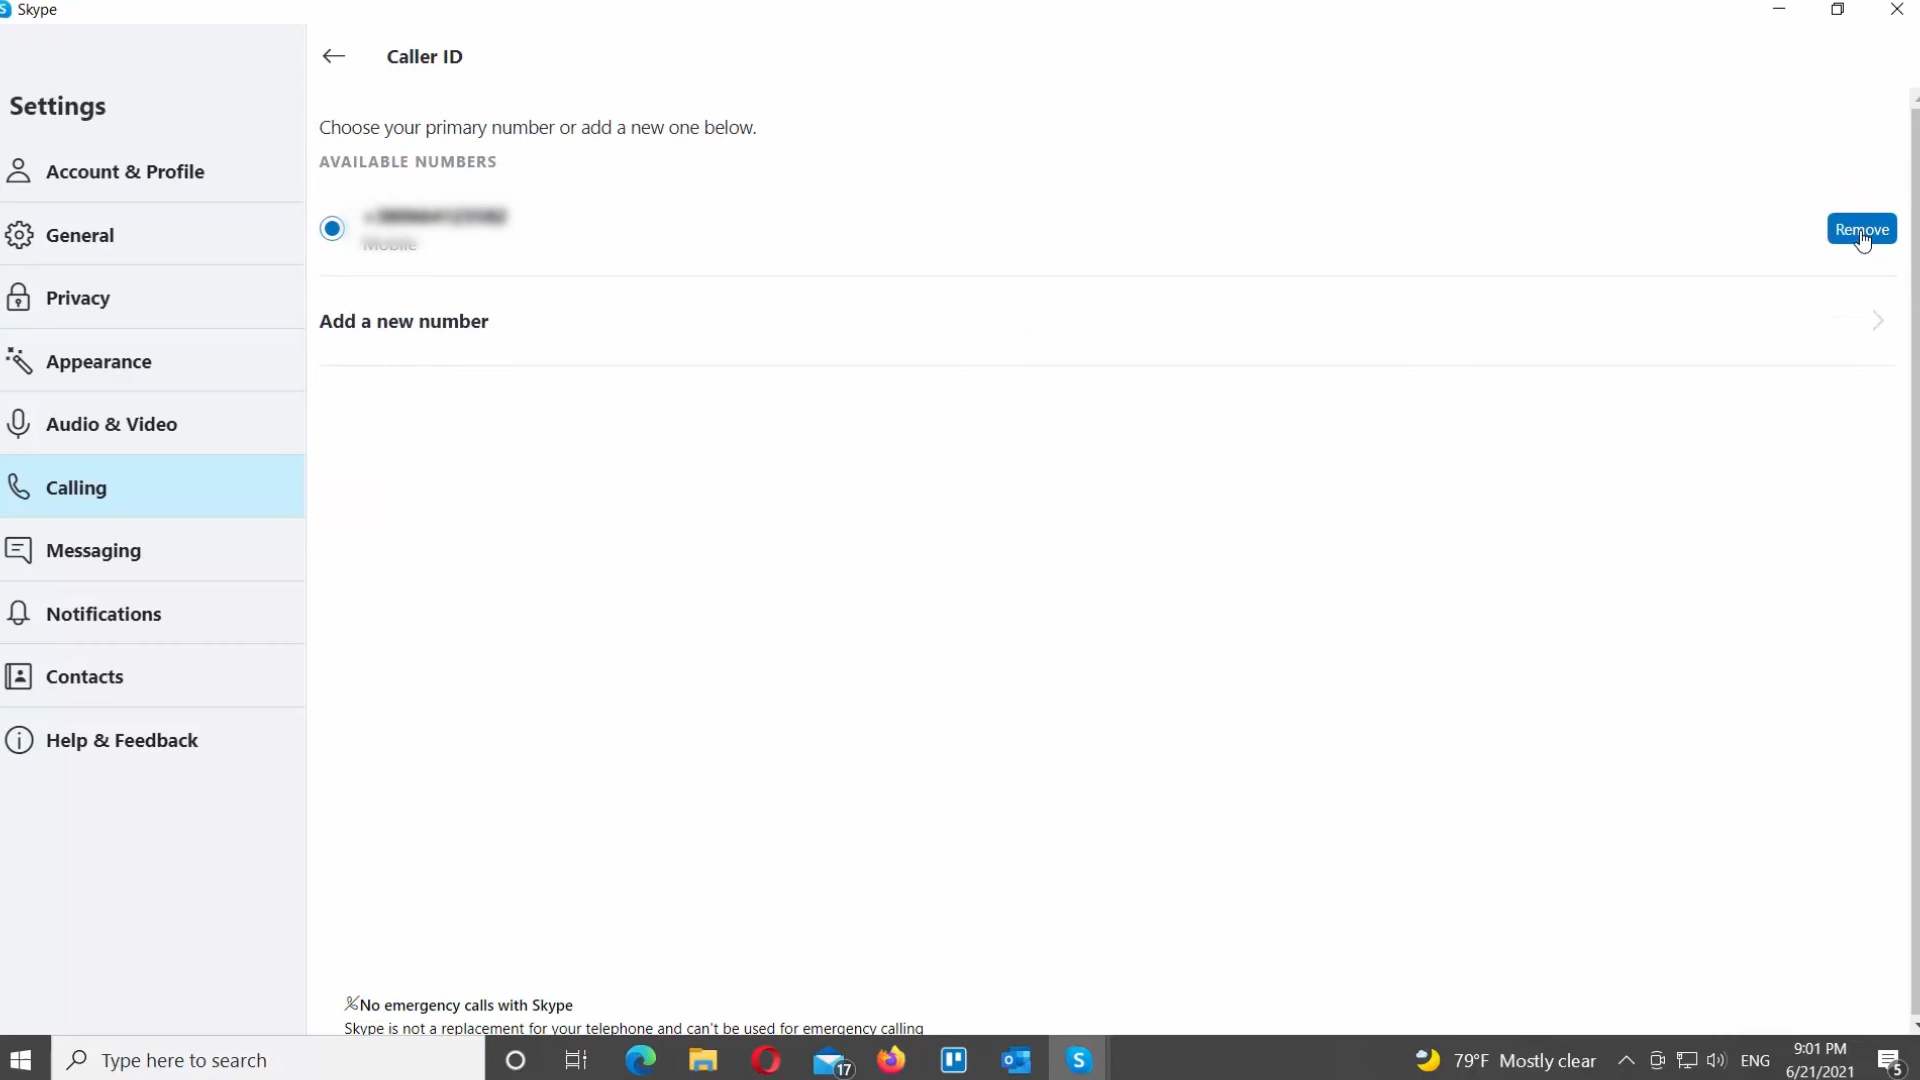 Skype
Caller ID
Settings
Choose your primary number or add a new one below.
AVAILABLE NUMBERS
Account & Profile
Mobile
Remove
General
Privacy
Add a new number
Appearance
Audio & Video
Calling
Messaging
Notifications
Contacts
Help & Feedback
No emergency calls with Skype
Skype is not a replacement for your telephone and can't be used for emergency calling
Type here to search
17
79°F Mostly clear
ENG
9:01 PM
6/21/2021
5